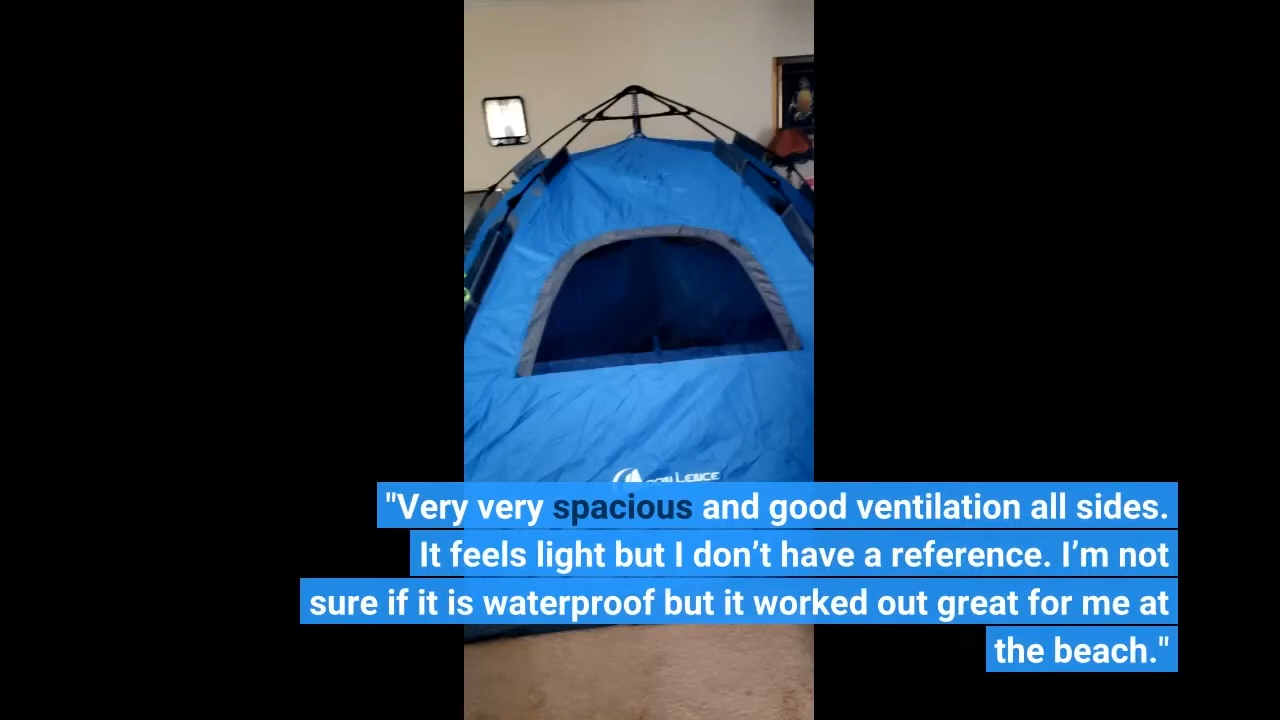 LENCE
"Very very spacious and good ventilation all sides.
It feels light but I don’t have a reference. I’m not
sure if it is waterproof but it worked out great for me at
the beach."